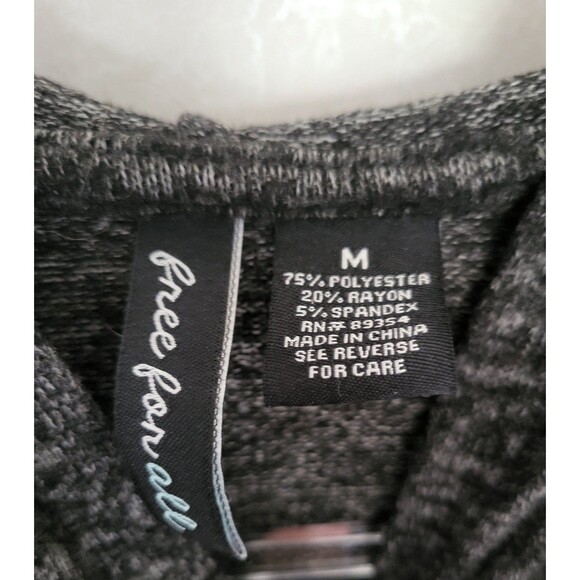 free for all
M
75% POLYESTER
20% RAYON
5% SPANDEX
RN# 89354
MADE IN CHINA
SEE REVERSE
FOR CARE